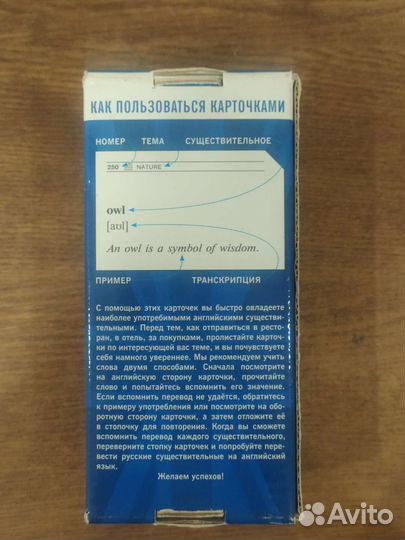 КАК ПОЛЬЗОВАТЬСЯ КАРТОЧКАМИ
НОМЕР ТЕМА СУЩЕСТВИТЕЛЬНОЕ
250 NATURE
owl
[aul]
An owl is a symbol of wisdom.
ПРИМЕР ТРАНСКРИПЦИЯ
С помощью этих карточек вы быстро овладеете
наиболее употребимыми английскими существи-
тельными. Перед тем, как отправиться в ресто-
ран, в отель, за покупками, пролистайте карточ-
ки по интересующей вас теме, и вы почувствуете
себя намного увереннее. Мы рекомендуем учить
слова двумя способами. Сначала посмотрите
на английскую сторону карточки, прочитайте
слово и попытайтесь вспомнить его значение.
Если вспомнить перевод не удаётся, обратитесь
к примеру употребления или посмотрите на обо-
ротную сторону карточки, а затем отложите её
в стопочку для повторения. Когда вы сможете
вспомнить перевод каждого существительного,
переверните стопку карточек и попробуйте пере-
вести русские существительные на английский
язык.
Желаем успехов!
Avito